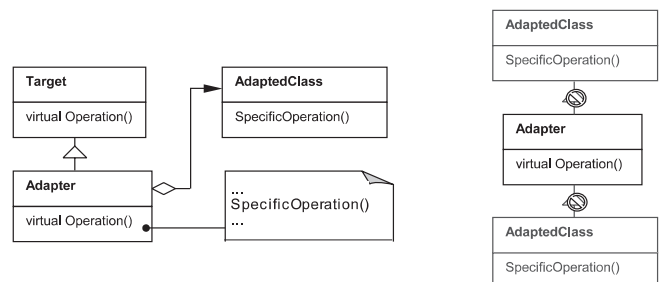 Target
virtual Operation()
AdaptedClass
SpecificOperation()
Adapter
virtual Operation()
...
SpecificOperation()
...
AdaptedClass
SpecificOperation()
Adapter
virtual Operation()
AdaptedClass
SpecificOperation()